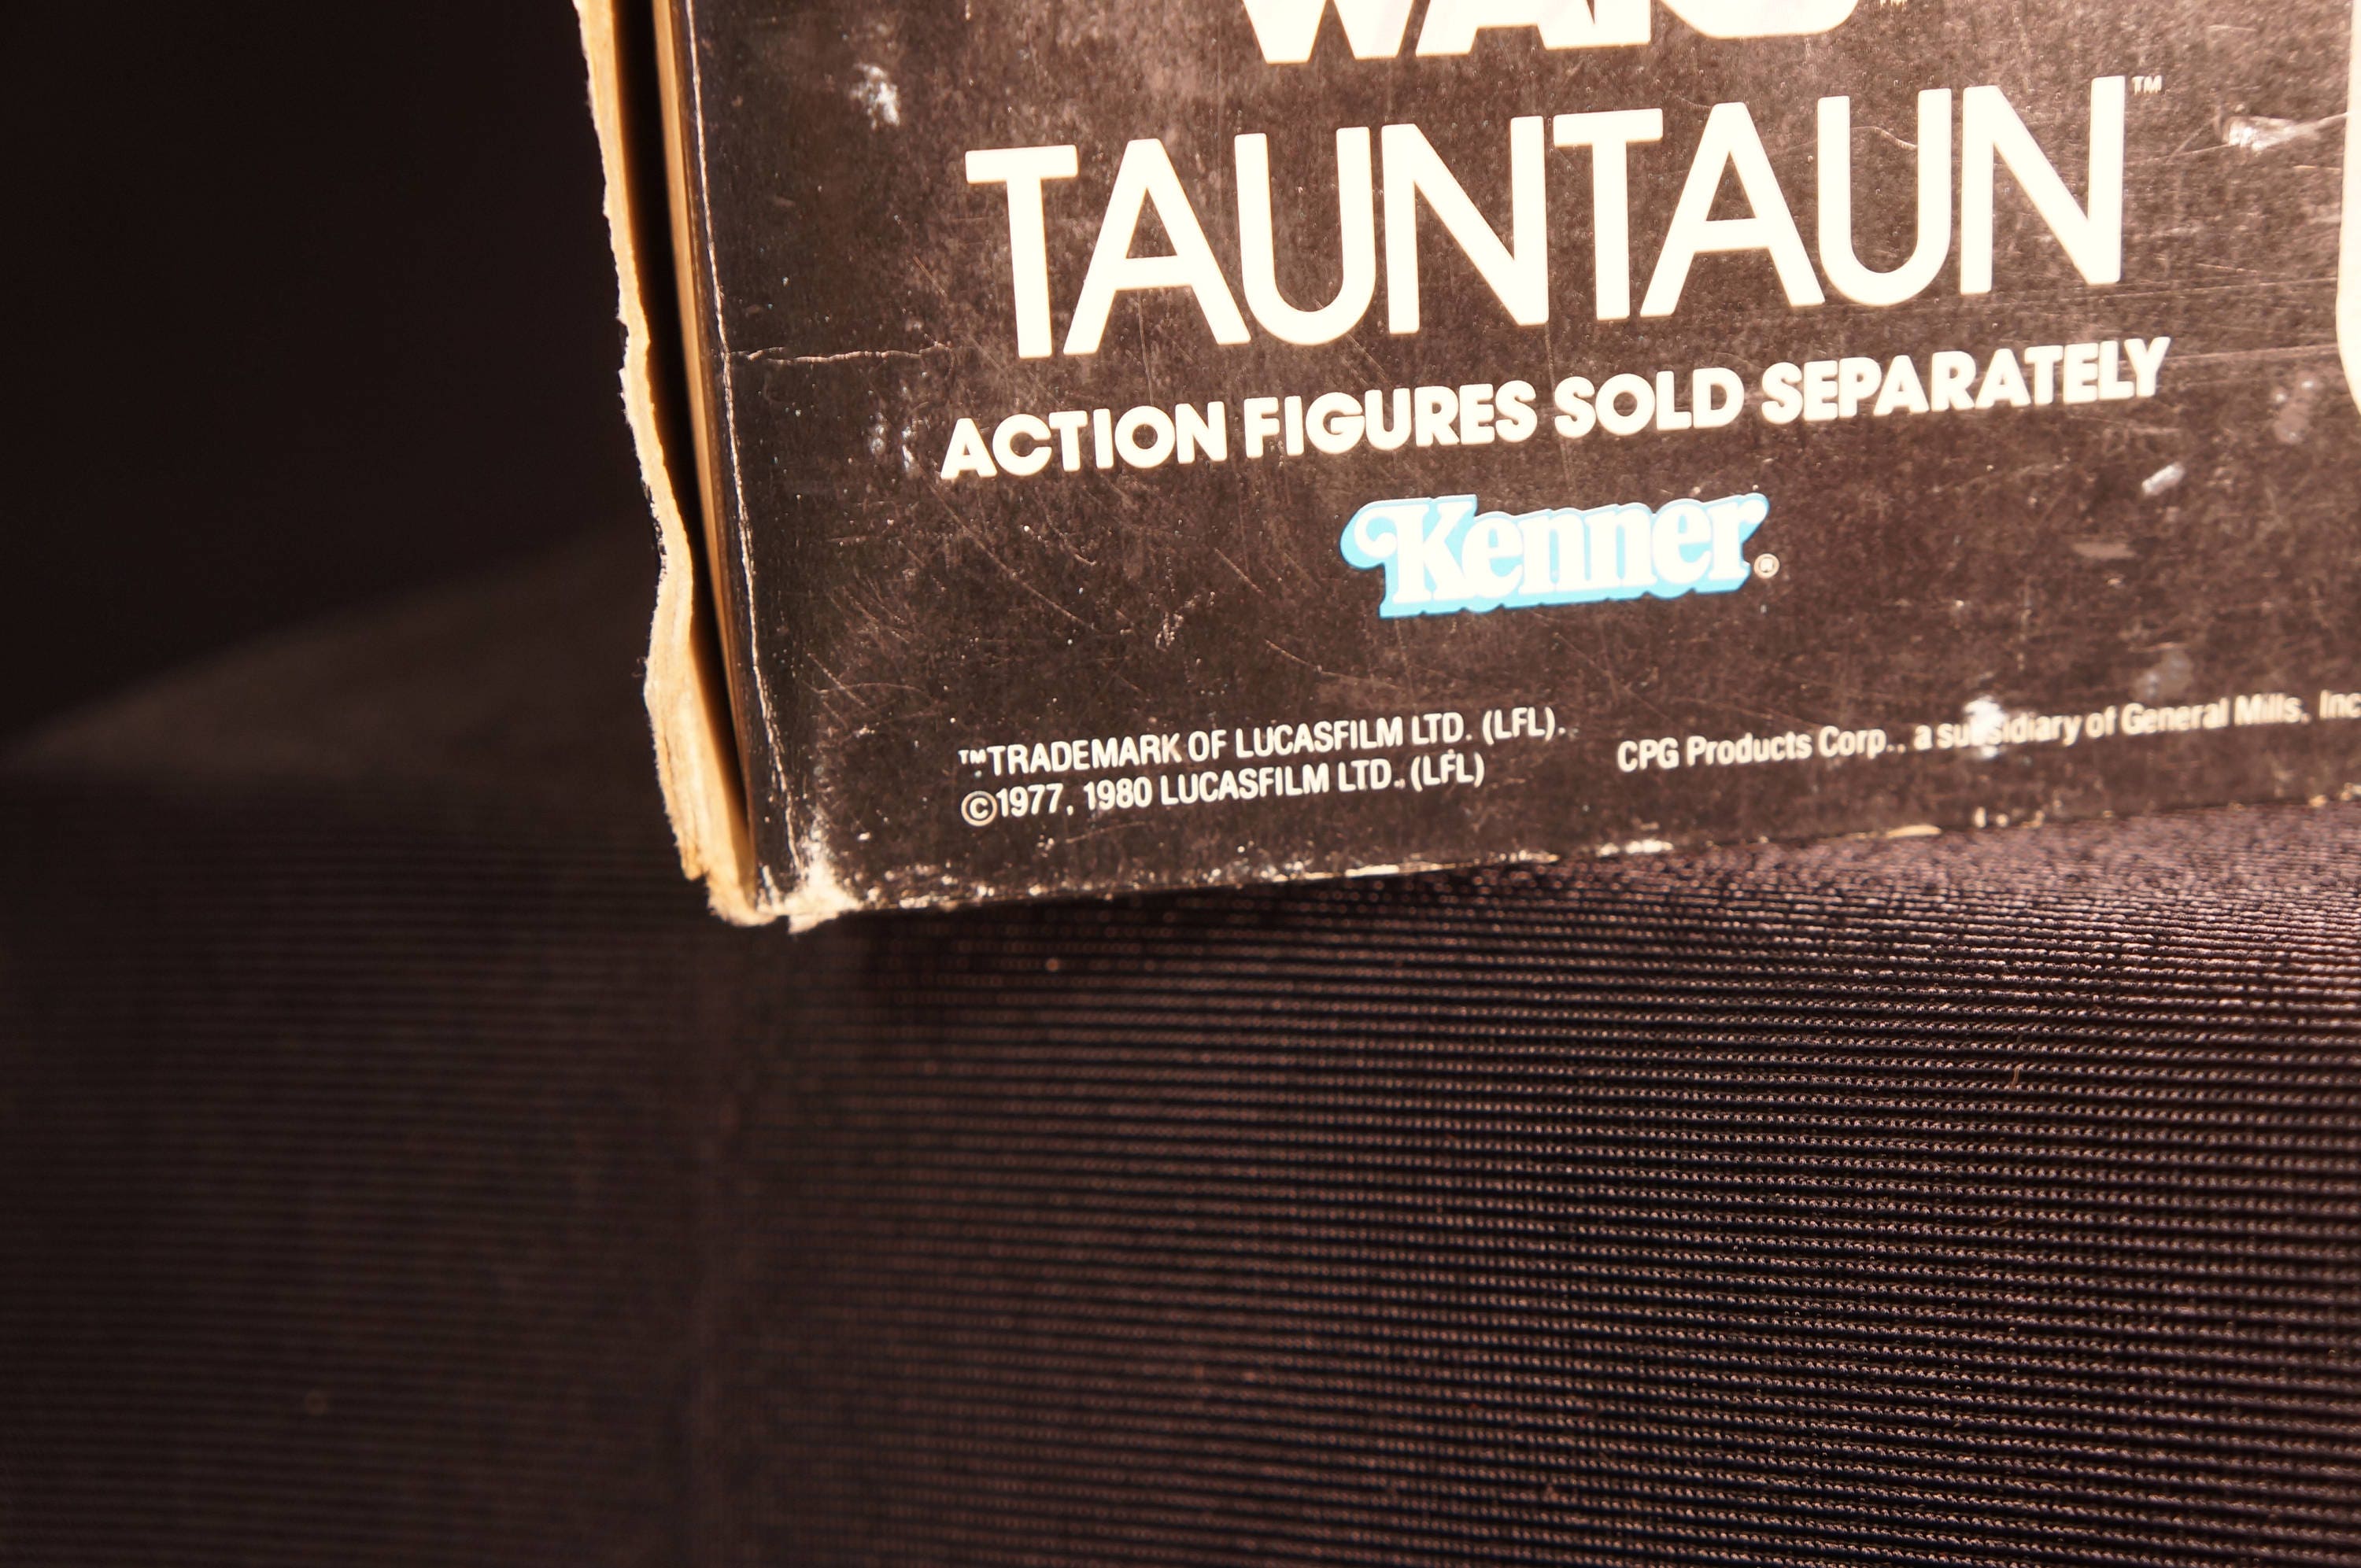 WARS™
TAUNTAUN™
ACTION FIGURES SOLD SEPARATELY
Kenner®
™TRADEMARK OF LUCASFILM LTD. (LFL).
©1977, 1980 LUCASFILM LTD. (LFL)
CPG Products Corp., a subsidiary of General Mills, Inc